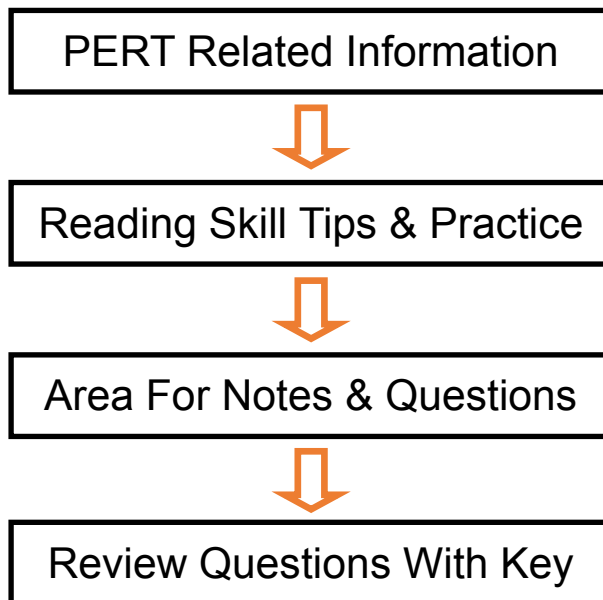 PERT Related Information
Reading Skill Tips & Practice
Area For Notes & Questions
Review Questions With Key